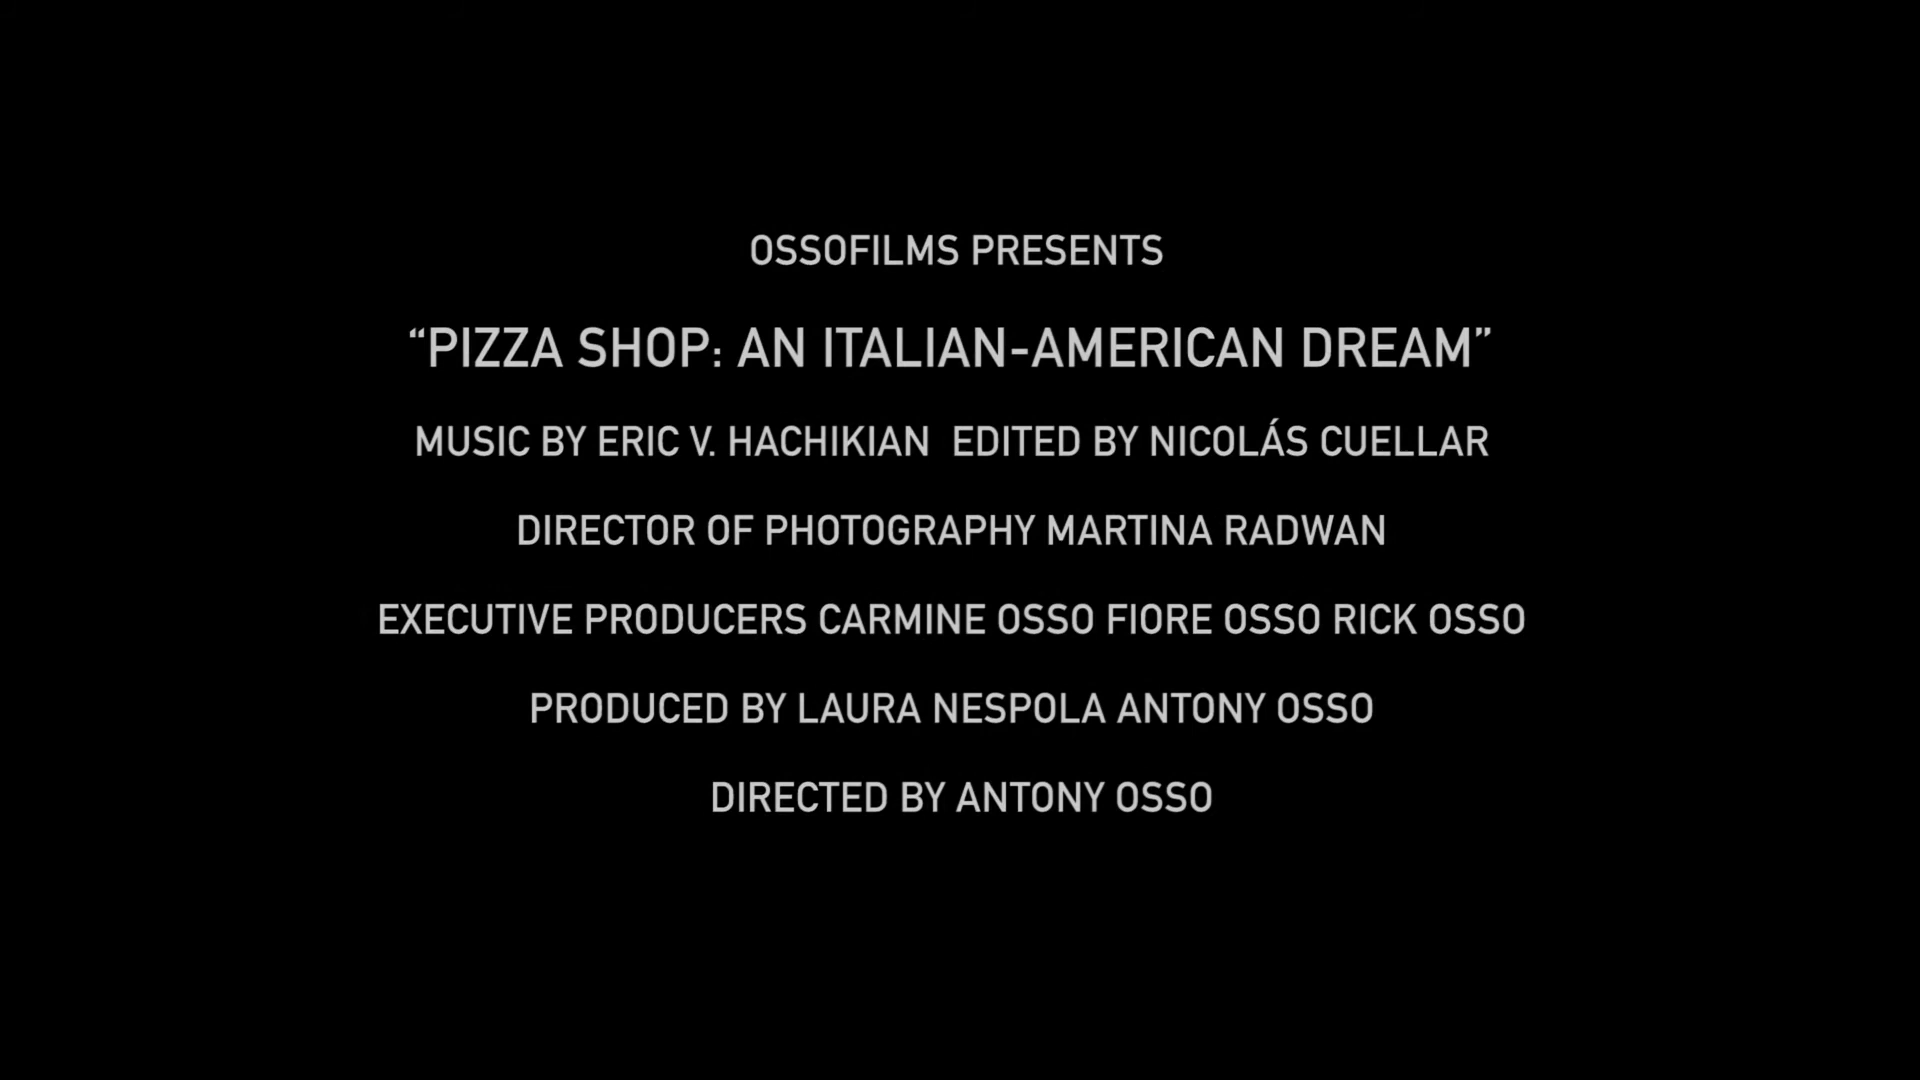 OSSOFILMS PRESENTS
“PIZZA SHOP: AN ITALIAN-AMERICAN DREAM”
MUSIC BY ERIC V. HACHIKIAN  EDITED BY NICOLÁS CUELLAR
DIRECTOR OF PHOTOGRAPHY MARTINA RADWAN
EXECUTIVE PRODUCERS CARMINE OSSO FIORE OSSO RICK OSSO
PRODUCED BY LAURA NESPOLA ANTONY OSSO
DIRECTED BY ANTONY OSSO